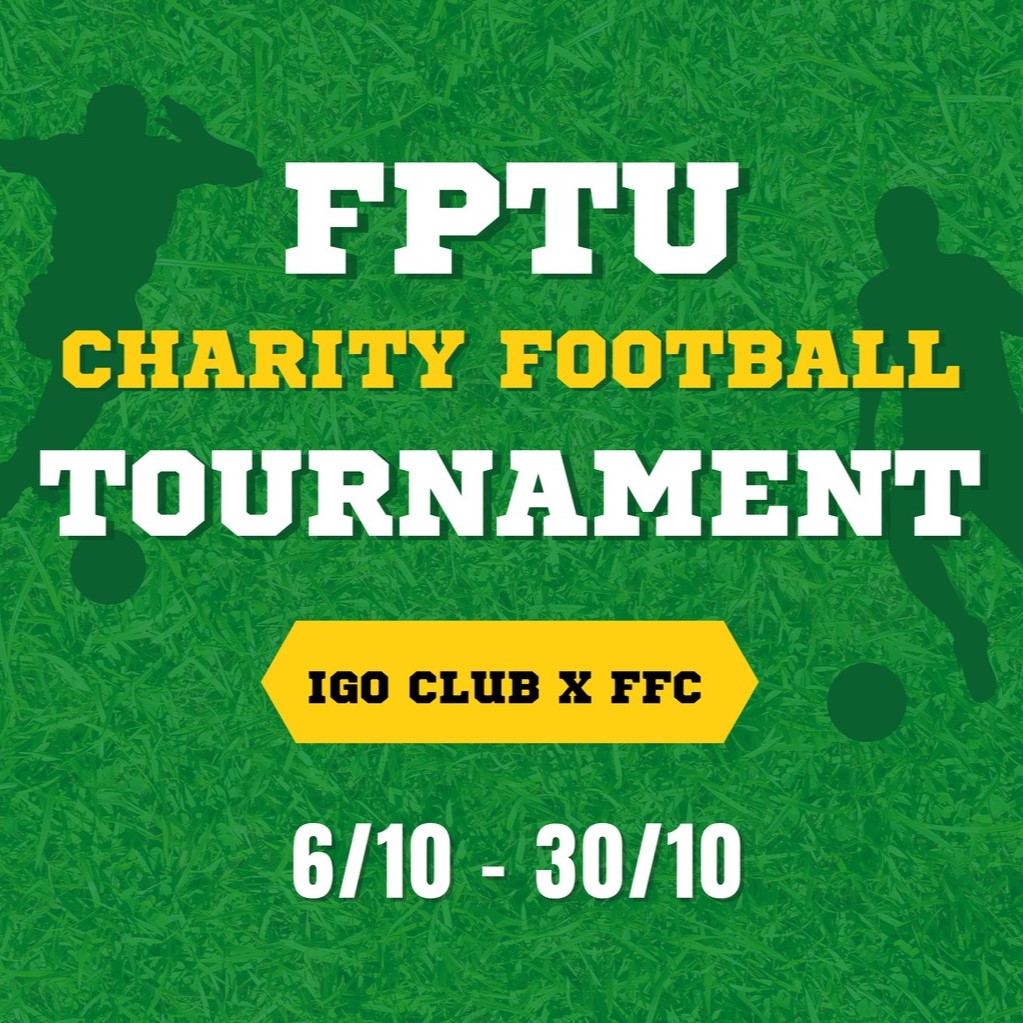 FPTU
CHARITY FOOTBALL
TOURNAMENT
IGO CLUB X FFC
6/10 - 30/10